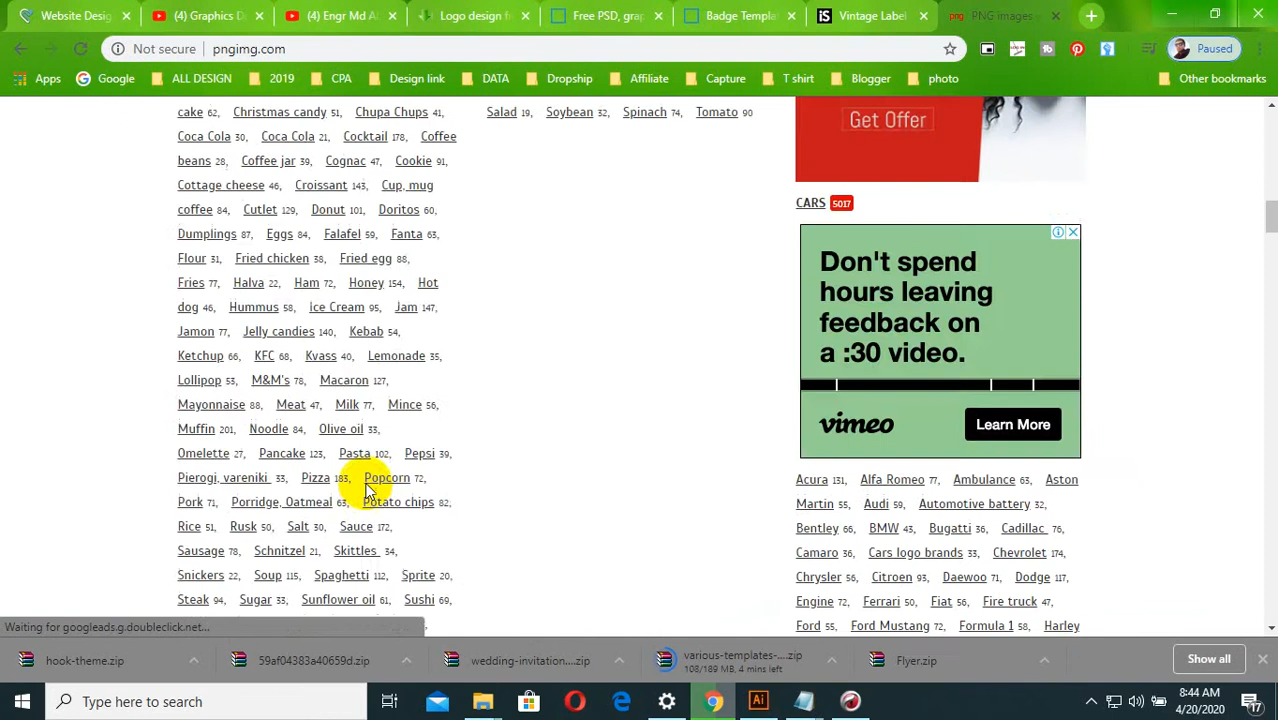 Website Desig
(4) Graphics D
(4) Engr Md A
Logo design f
Free PSD, grap
Badge Templa
Vintage Label
PNG images
Not secure pngimg.com
Paused
Apps Google ALL DESIGN 2019 CPA Design link DATA Dropship Affiliate Capture T shirt Blogger photo Other bookmarks
cake 62, Christmas candy 51, Chupa Chups 41,
Coca Cola 30, Coca Cola 21, Cocktail 178, Coffee
beans 28, Coffee jar 39, Cognac 47, Cookie 91,
Cottage cheese 46, Croissant 143, Cup, mug
coffee 84, Cutlet 129, Donut 101, Doritos 60,
Dumplings 87, Eggs 84, Falafel 59, Fanta 63,
Flour 31, Fried chicken 38, Fried egg 88,
Fries 77, Halva 22, Ham 72, Honey 154, Hot
dog 46, Hummus 58, Ice Cream 95, Jam 147,
Jamon 77, Jelly candies 140, Kebab 54,
Ketchup 66, KFC 68, Kvass 40, Lemonade 35,
Lollipop 53, M&M's 78, Macaron 127,
Mayonnaise 88, Meat 47, Milk 77, Mince 56,
Muffin 201, Noodle 84, Olive oil 33,
Omelette 27, Pancake 123, Pasta 102, Pepsi 39,
Pierogi, vareniki 33, Pizza 183, Popcorn 72,
Pork 71, Porridge, Oatmeal 63, Potato chips 82,
Rice 51, Rusk 50, Salt 30, Sauce 172,
Sausage 78, Schnitzel 21, Skittles 34,
Snickers 22, Soup 115, Spaghetti 112, Sprite 20,
Steak 94, Sugar 33, Sunflower oil 61, Sushi 69,
Salad 19, Soybean 32, Spinach 74, Tomato 90
Get Offer
CARS 5017
Don't spend
hours leaving
feedback on
a :30 video.
vimeo
Learn More
Acura 131, Alfa Romeo 77, Ambulance 63, Aston
Martin 55, Audi 59, Automotive battery 32,
Bentley 66, BMW 43, Bugatti 36, Cadillac 76,
Camaro 36, Cars logo brands 33, Chevrolet 174,
Chrysler 56, Citroen 93, Daewoo 71, Dodge 117,
Engine 72, Ferrari 50, Fiat 56, Fire truck 47,
Ford 55, Ford Mustang 72, Formula 1 58, Harley
Waiting for googleads.g.doubleclick.net...
hook-theme.zip
59af04383a40659d.zip
wedding-invitation....zip
various-templates-....zip
108/189 MB, 4 mins left
Flyer.zip
Show all
Type here to search
Ai
8:44 AM
4/20/2020
17